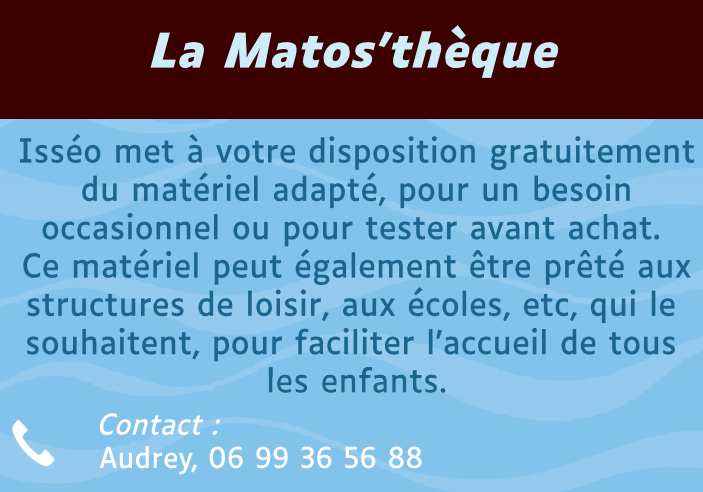 La Matos’thèque
Isséo met à votre disposition gratuitement
du matériel adapté, pour un besoin
occasionnel ou pour tester avant achat.
Ce matériel peut également être prêté aux
structures de loisir, aux écoles, etc, qui le
souhaitent, pour faciliter l’accueil de tous
les enfants.
Contact :
Audrey, 06 99 36 56 88